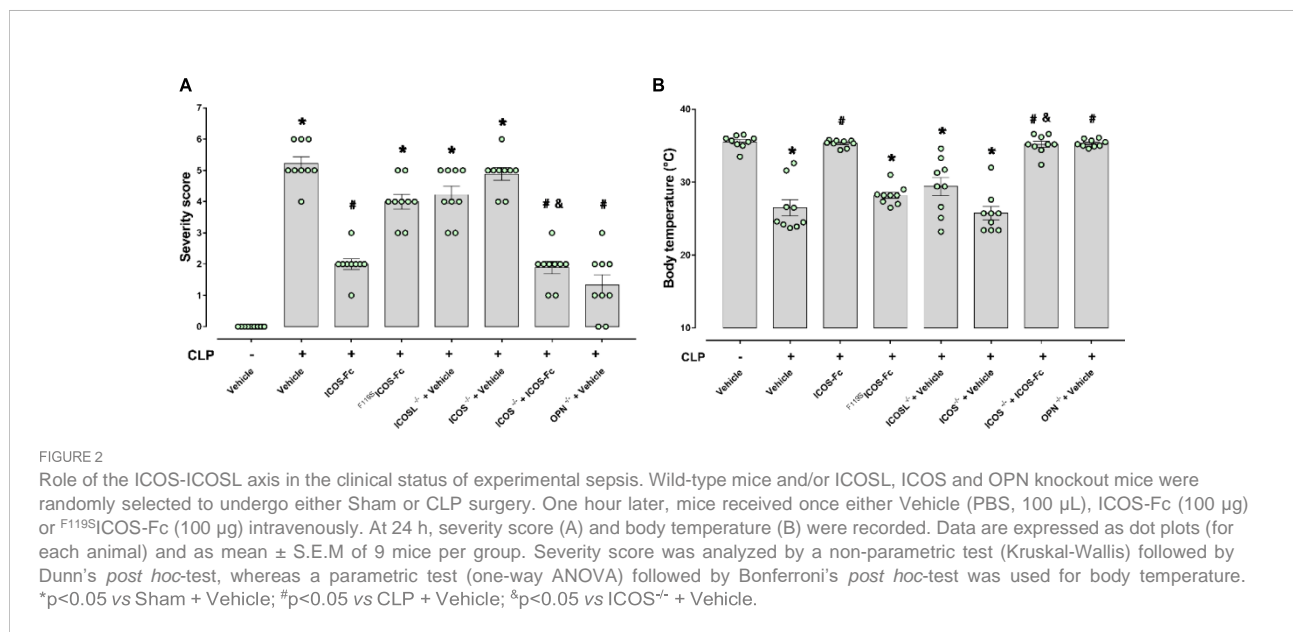 A
B
7
6
5
4
3
2
1
0
Severity score
* # * * * # & #
CLP - + + + + + + +
Vehicle
Vehicle
ICOS-Fc
F119SICOS-Fc
ICOSL-/-+ Vehicle
ICOS-/-+ Vehicle
ICOS-/-+ ICOS-Fc
OPN-/-+ Vehicle
40
30
20
10
Body temperature (°C)
* # * * * # & #
CLP - + + + + + + +
Vehicle
Vehicle
ICOS-Fc
F119SICOS-Fc
ICOSL-/-+ Vehicle
ICOS-/-+ Vehicle
ICOS-/-+ ICOS-Fc
OPN-/-+ Vehicle
FIGURE 2
Role of the ICOS-ICOSL axis in the clinical status of experimental sepsis. Wild-type mice and/or ICOSL, ICOS and OPN knockout mice were
randomly selected to undergo either Sham or CLP surgery. One hour later, mice received once either Vehicle (PBS, 100 µL), ICOS-Fc (100 µg)
or F119SICOS-Fc (100 µg) intravenously. At 24 h, severity score (A) and body temperature (B) were recorded. Data are expressed as dot plots (for
each animal) and as mean ± S.E.M of 9 mice per group. Severity score was analyzed by a non-parametric test (Kruskal-Wallis) followed by
Dunn's post hoc-test, whereas a parametric test (one-way ANOVA) followed by Bonferroni's post hoc-test was used for body temperature.
*p<0.05 vs Sham + Vehicle; #p<0.05 vs CLP + Vehicle; &p<0.05 vs ICOS-/- + Vehicle.